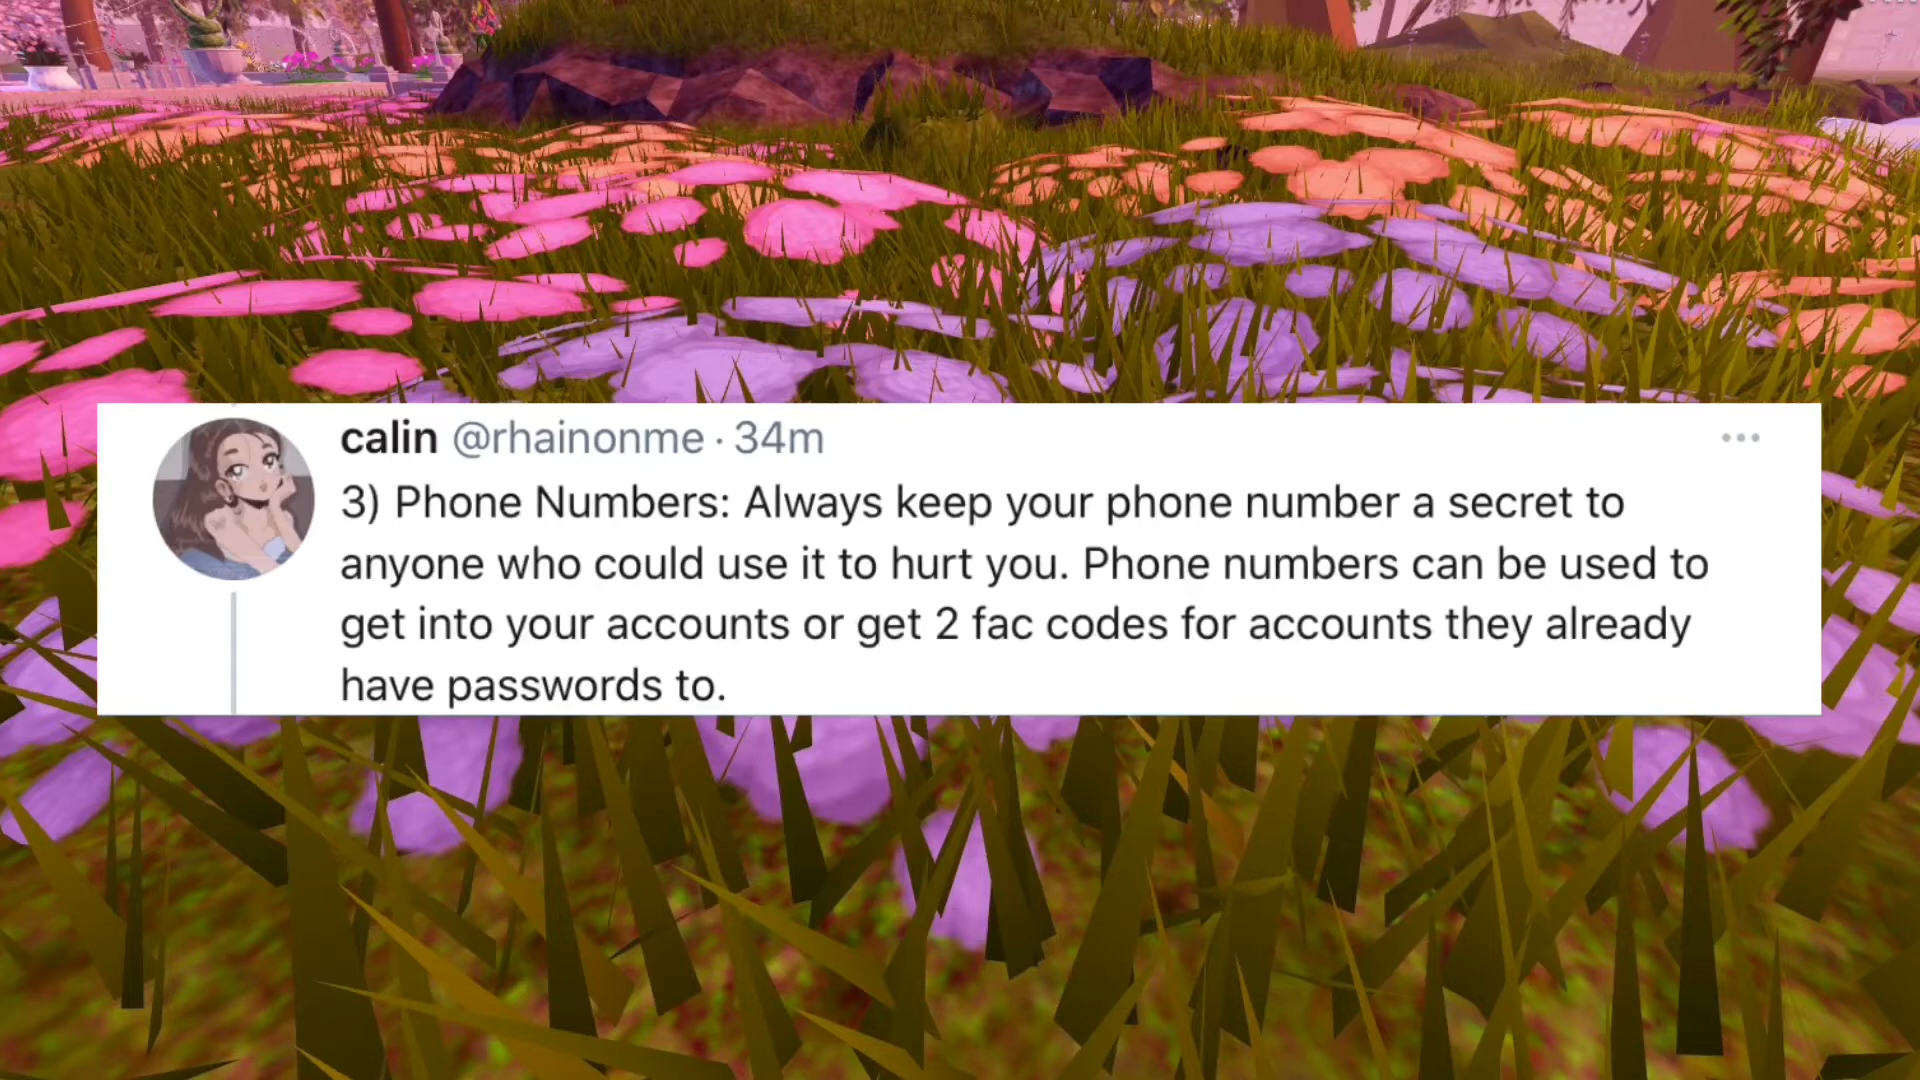 calin @rhainonme · 34m
3) Phone Numbers: Always keep your phone number a secret to
anyone who could use it to hurt you. Phone numbers can be used to
get into your accounts or get 2 fac codes for accounts they already
have passwords to.